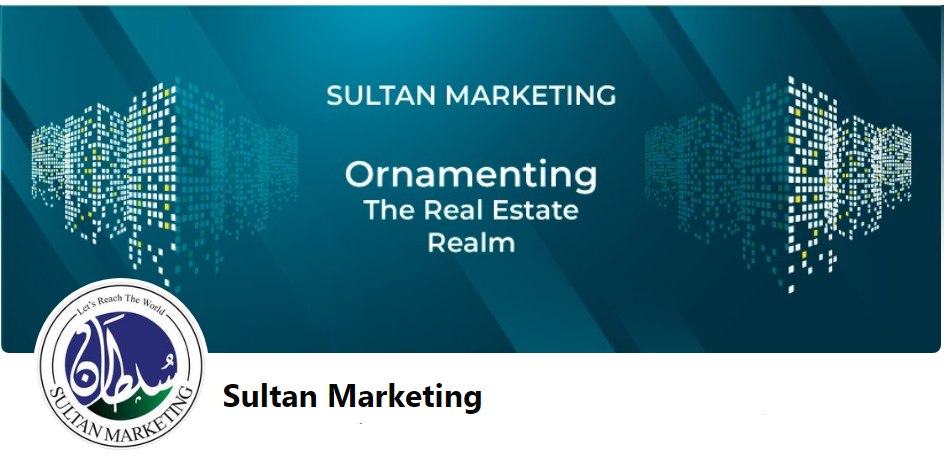 SULTAN MARKETING
Ornamenting
The Real Estate
Realm
Let's Reach The World
سلطان
SULTAN MARKETING
Sultan Marketing